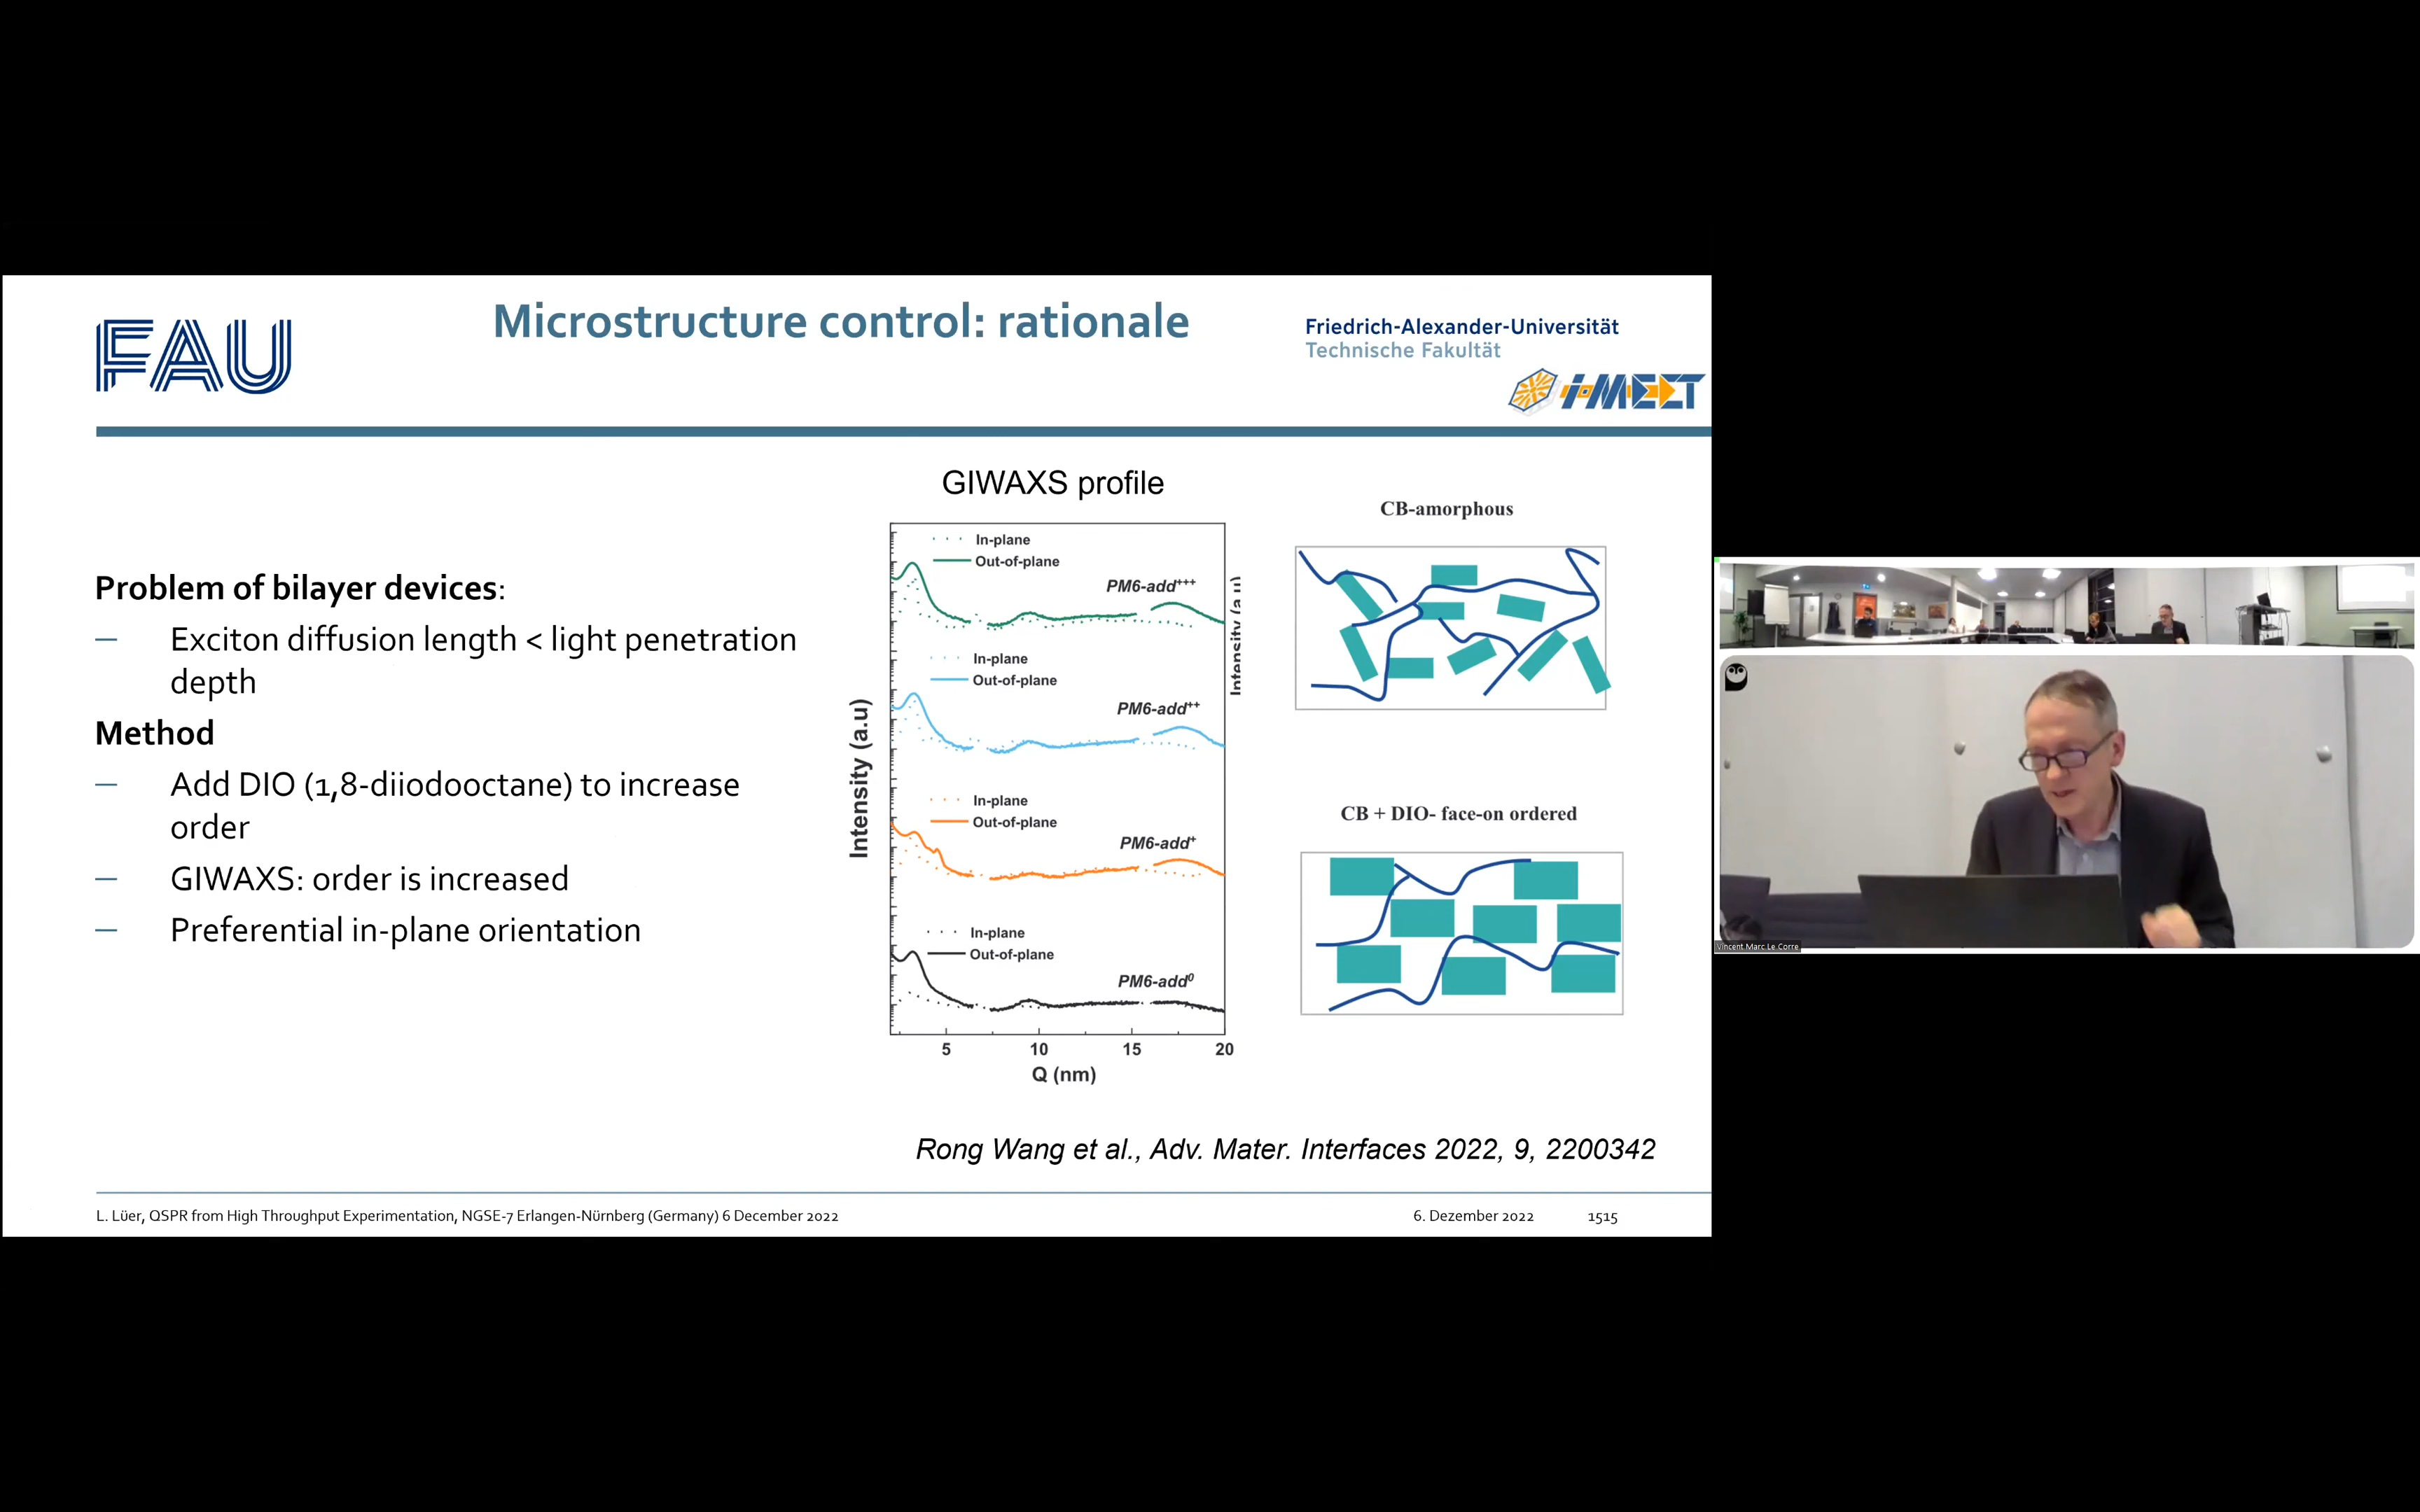 FAU
Microstructure control: rationale
Friedrich-Alexander-Universität
Technische Fakultät
i-MEET
Problem of bilayer devices:
— Exciton diffusion length < light penetration
depth
Method
— Add DIO (1,8-diiodooctane) to increase
order
— GIWAXS: order is increased
— Preferential in-plane orientation
GIWAXS profile
In-plane
Out-of-plane
PM6-add+++
In-plane
Out-of-plane
PM6-add++
In-plane
Out-of-plane
PM6-add+
In-plane
Out-of-plane
PM6-add0
Intensity (a.u)
Intensity (a.u)
5 10 15 20
Q (nm)
CB-amorphous
CB + DIO- face-on ordered
Rong Wang et al., Adv. Mater. Interfaces 2022, 9, 2200342
L. Lüer, QSPR from High Throughput Experimentation, NGSE-7 Erlangen-Nürnberg (Germany) 6 December 2022
6. Dezember 2022
1515
Vincent Marc Le Corre